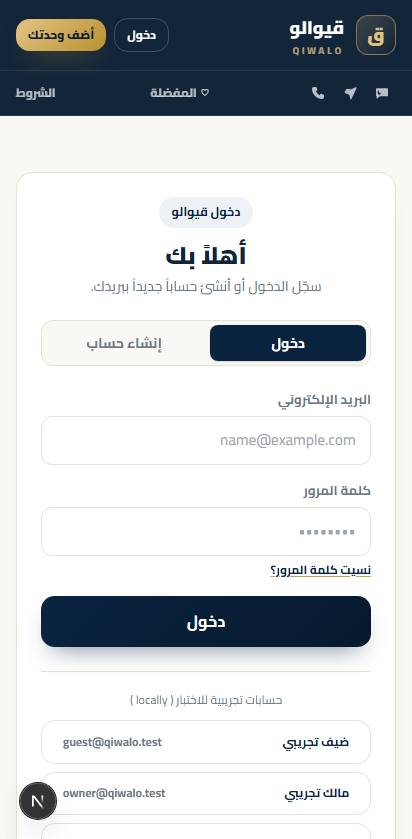 ق
قيوالو
QIWALO
دخول
أضف وحدتك
♡ المفضلة
الشروط
دخول قيوالو
أهلاً بك
سجّل الدخول أو أنشئ حساباً جديداً ببريدك.
دخول
إنشاء حساب
البريد الإلكتروني
name@example.com
كلمة المرور
••••••••
نسيت كلمة المرور؟
دخول
حسابات تجريبية للاختبار ( locally )
ضيف تجريبي
guest@qiwalo.test
مالك تجريبي
owner@qiwalo.test
N